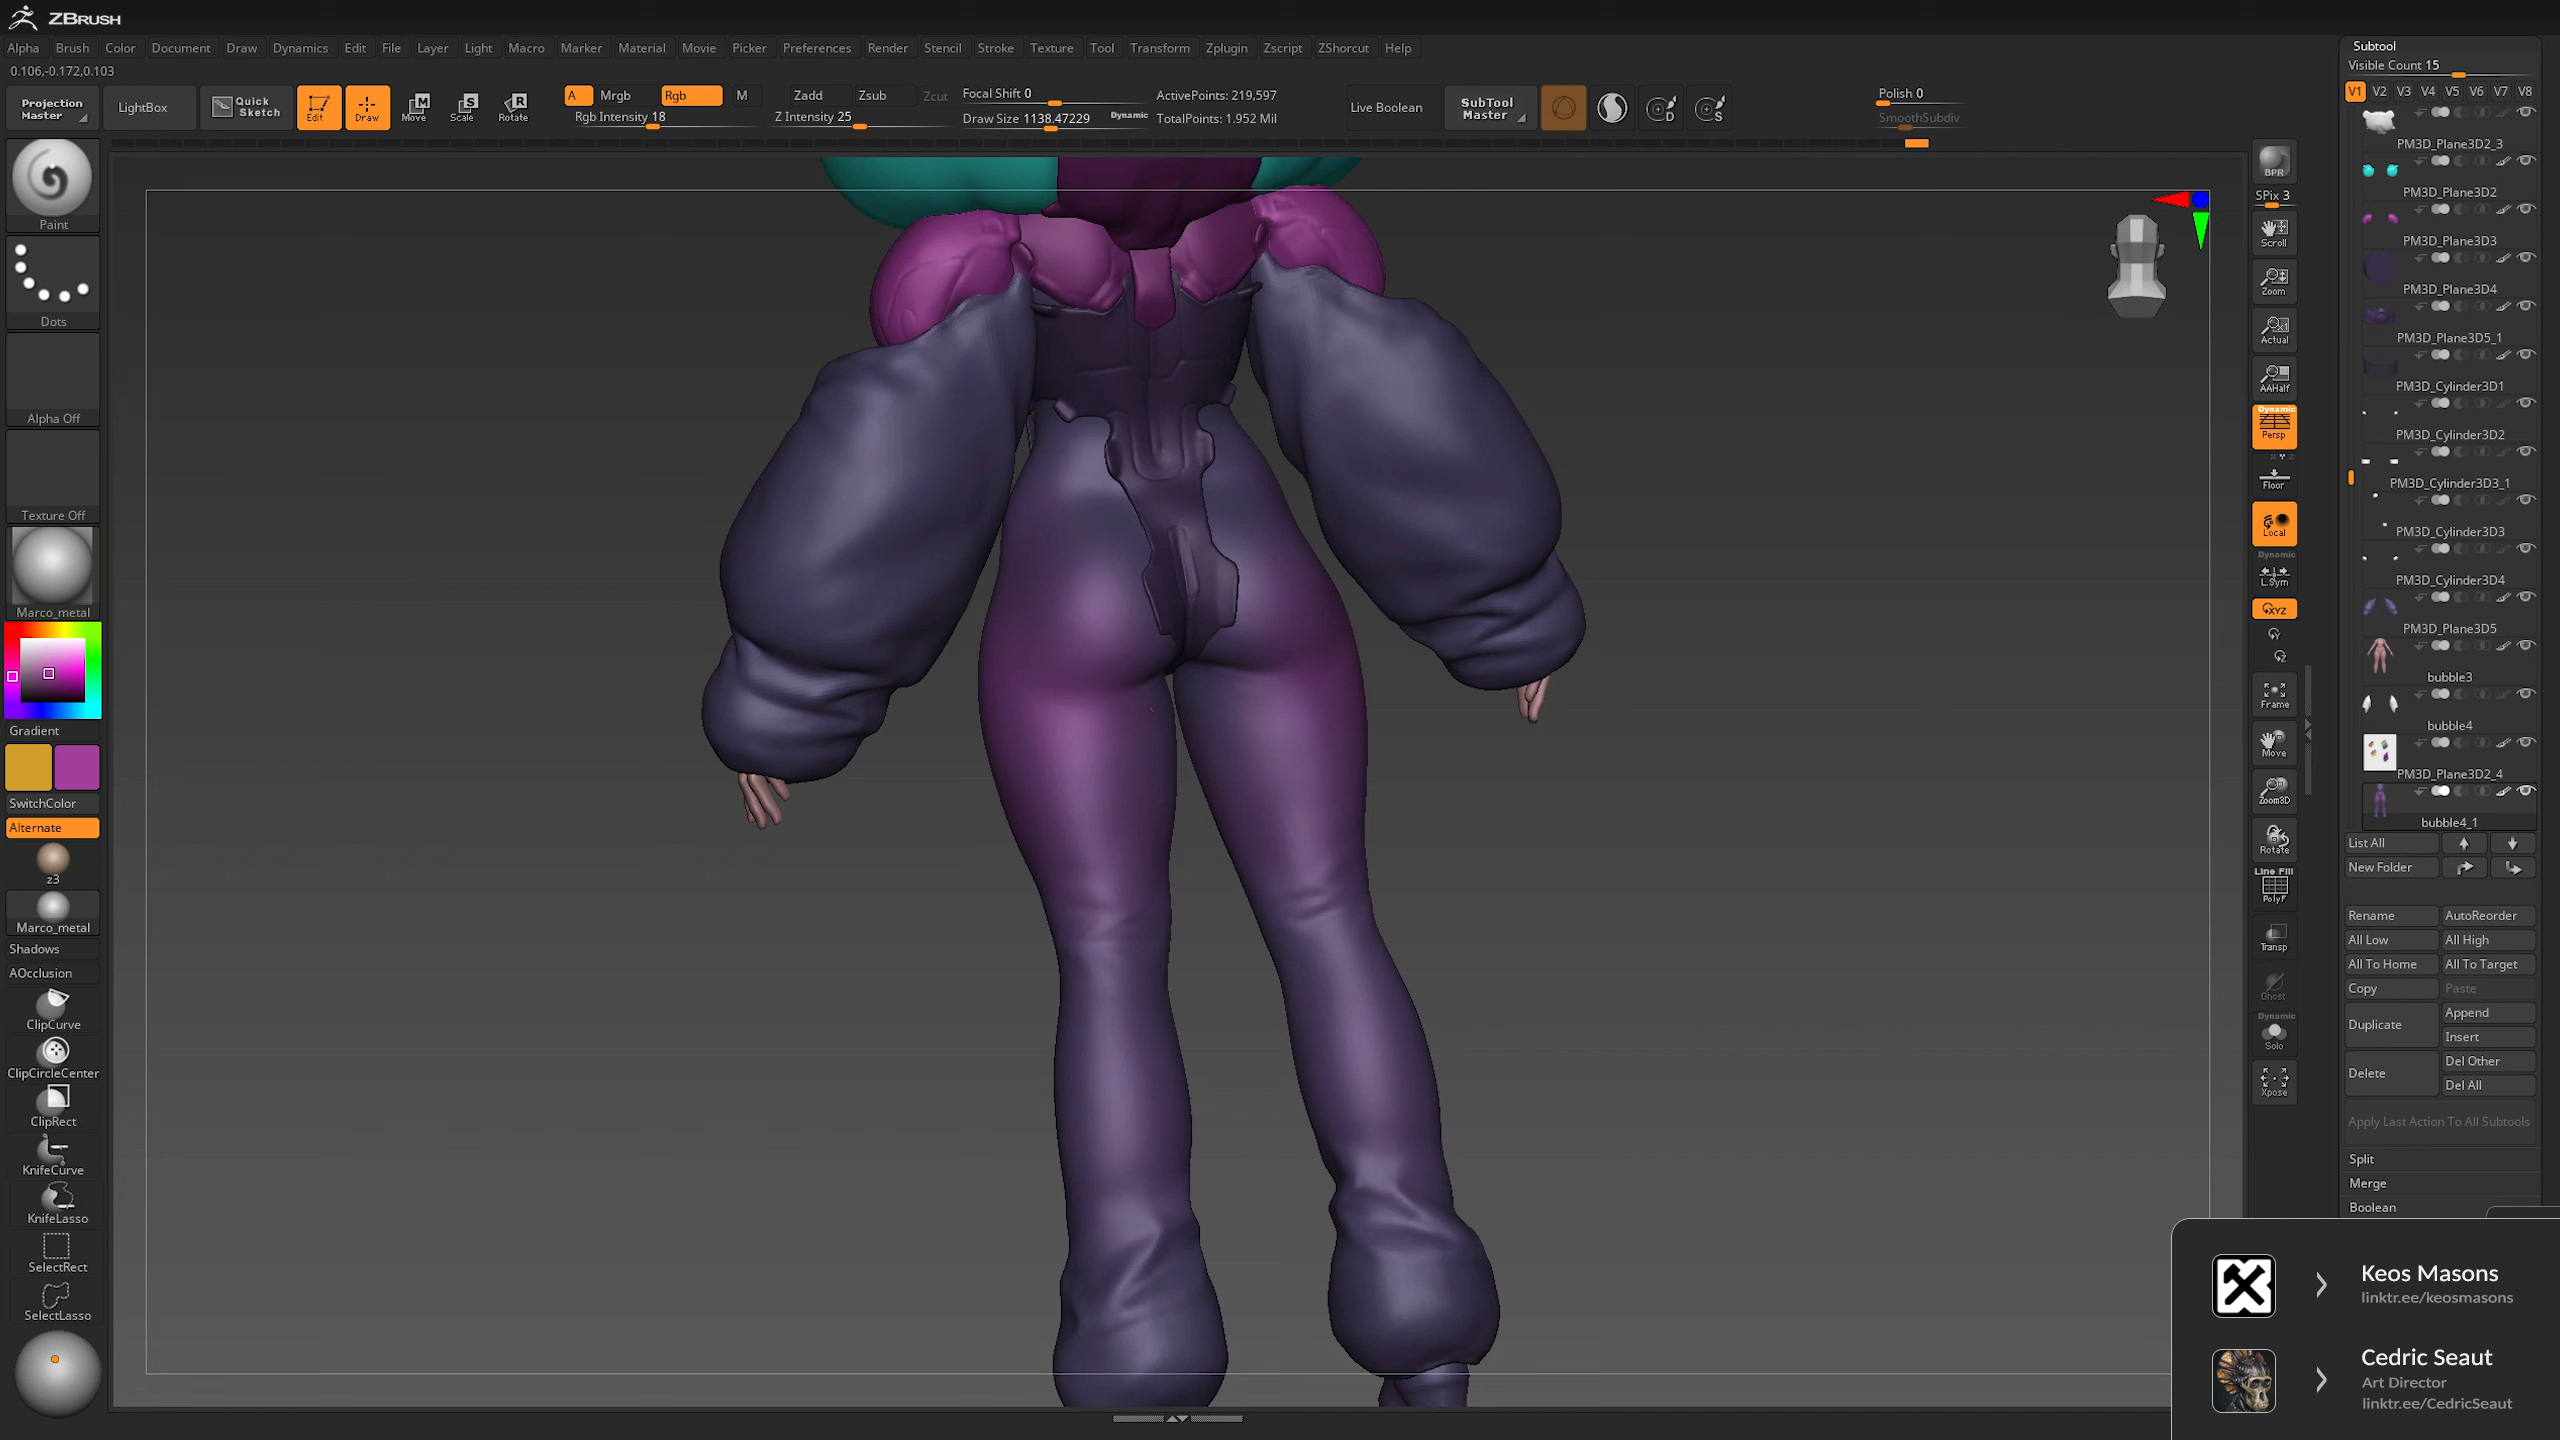 ZBRUSH
Alpha Brush Color Document Draw Dynamics Edit File Layer Light Macro Marker Material Movie Picker Preferences Render Stencil Stroke Texture Tool Transform Zplugin Zscript ZShorcut Help
0.106,-0.172,0.103
Projection Master
LightBox
Quick Sketch
Edit
Draw
Move
Scale
Rotate
A
Mrgb
Rgb
M
Rgb Intensity 18
Zadd
Zsub
Zcut
Z Intensity 25
Focal Shift 0
Draw Size 1138.47229
Dynamic
ActivePoints: 219,597
TotalPoints: 1.952 Mil
Live Boolean
SubTool Master
D
S
Polish 0
SmoothSubdiv
Paint
Dots
Alpha Off
Texture Off
Marco_metal
Gradient
SwitchColor
Alternate
z3
Marco_metal
Shadows
AOcclusion
ClipCurve
ClipCircleCenter
ClipRect
KnifeCurve
KnifeLasso
SelectRect
SelectLasso
BPR
SPix 3
Scroll
Zoom
Actual
AAHalf
Dynamic
Persp
Floor
Local
Dynamic
L.Sym
XYZ
Y
Z
Frame
Move
Zoom3D
Rotate
Line Fill
PolyF
Transp
Ghost
Dynamic
Solo
Xpose
Subtool
Visible Count 15
V1 V2 V3 V4 V5 V6 V7 V8
PM3D_Plane3D2_3
PM3D_Plane3D2
PM3D_Plane3D3
PM3D_Plane3D4
PM3D_Plane3D5_1
PM3D_Cylinder3D1
PM3D_Cylinder3D2
PM3D_Cylinder3D3_1
PM3D_Cylinder3D3
PM3D_Cylinder3D4
PM3D_Plane3D5
bubble3
bubble4
PM3D_Plane3D2_4
bubble4_1
List All
New Folder
Rename AutoReorder
All Low All High
All To Home All To Target
Copy Paste
Duplicate
Append
Insert
Delete
Del Other
Del All
Apply Last Action To All Subtools
Split
Merge
Boolean
Keos Masons
linktr.ee/keosmasons
Cedric Seaut
Art Director
linktr.ee/CedricSeaut